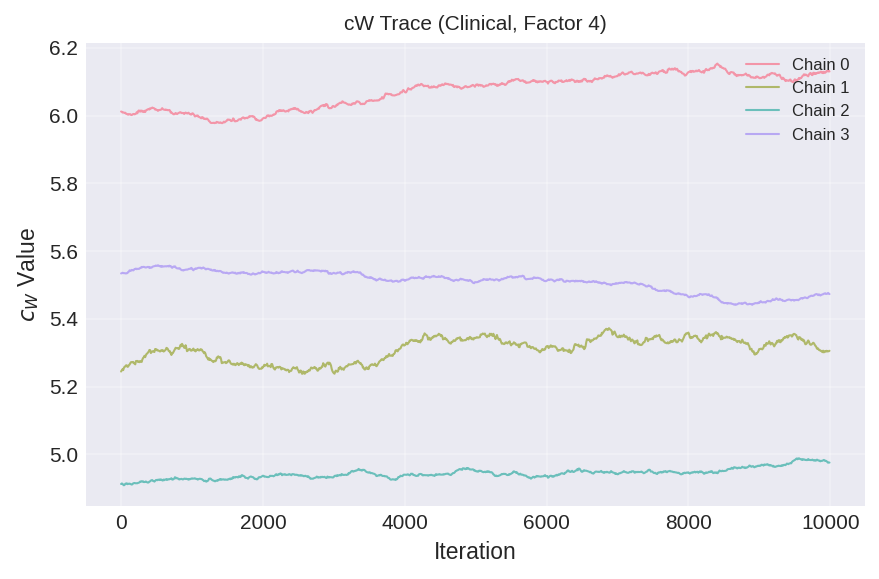 cW Trace (Clinical, Factor 4)
6.2
6.0
5.8
5.6
5.4
5.2
5.0
c_W Value
0
2000
4000
6000
8000
10000
Iteration
Chain 0
Chain 1
Chain 2
Chain 3